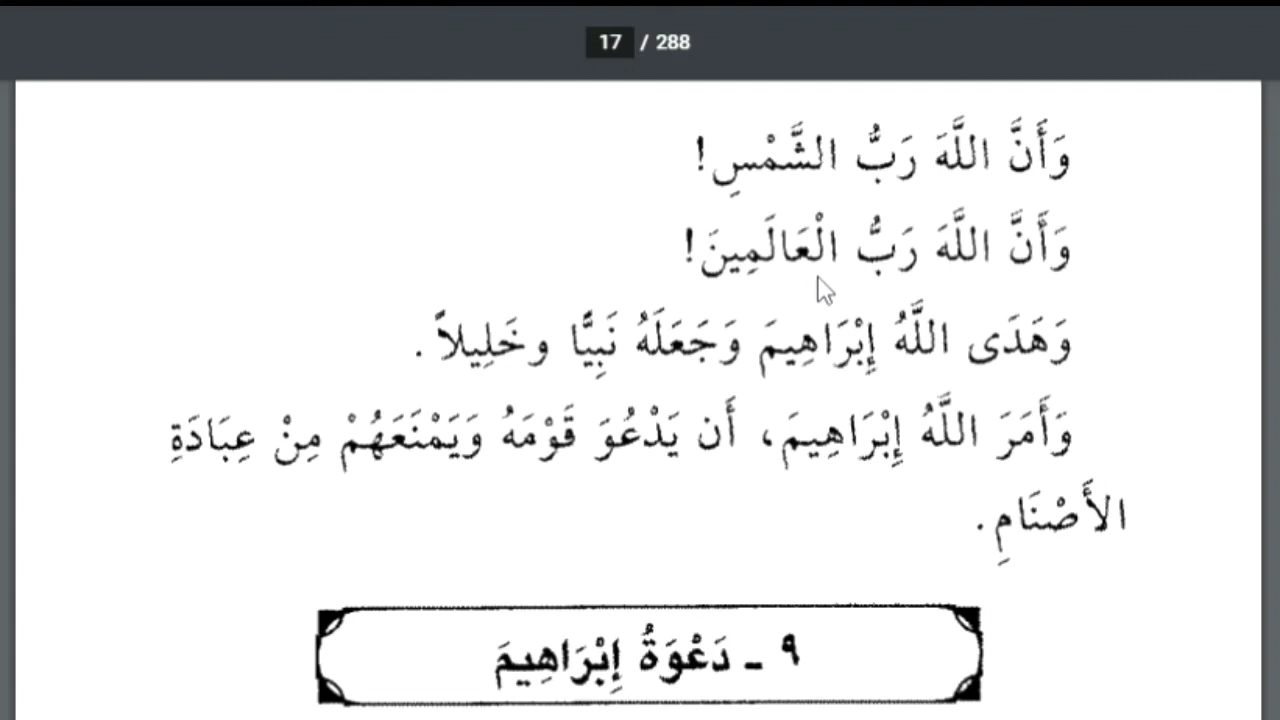 17 / 288
وَأَنَّ اللَّهَ رَبُّ الشَّمْسِ!
وَأَنَّ اللَّهَ رَبُّ الْعَالَمِينَ!
وَهَدَى اللَّهُ إِبْرَاهِيمَ وَجَعَلَهُ نَبِيًّا وخَلِيلاً.
وَأَمَرَ اللَّهُ إِبْرَاهِيمَ، أَن يَدْعُوَ قَوْمَهُ وَيَمْنَعَهُمْ مِنْ عِبَادَةِ
الأَصْنَامِ.
٩ - دَعْوَةُ إِبْرَاهِيمَ